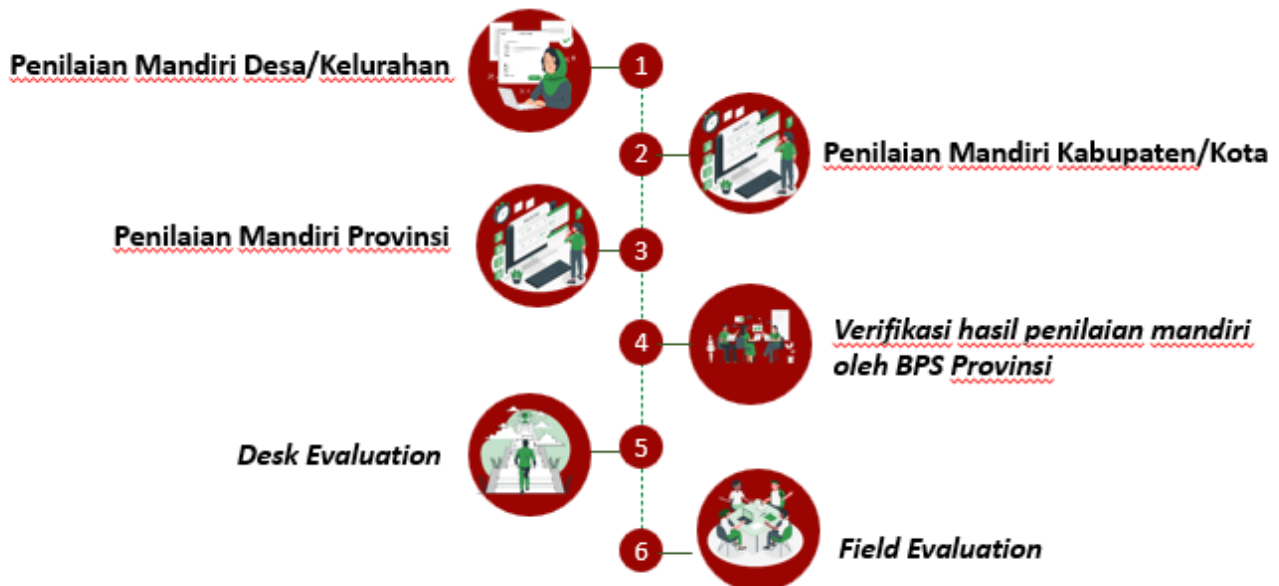 Penilaian Mandiri Desa/Kelurahan
1
2
Penilaian Mandiri Kabupaten/Kota
Penilaian Mandiri Provinsi
3
4
Verifikasi hasil penilaian mandiri
oleh BPS Provinsi
Desk Evaluation
5
6
Field Evaluation